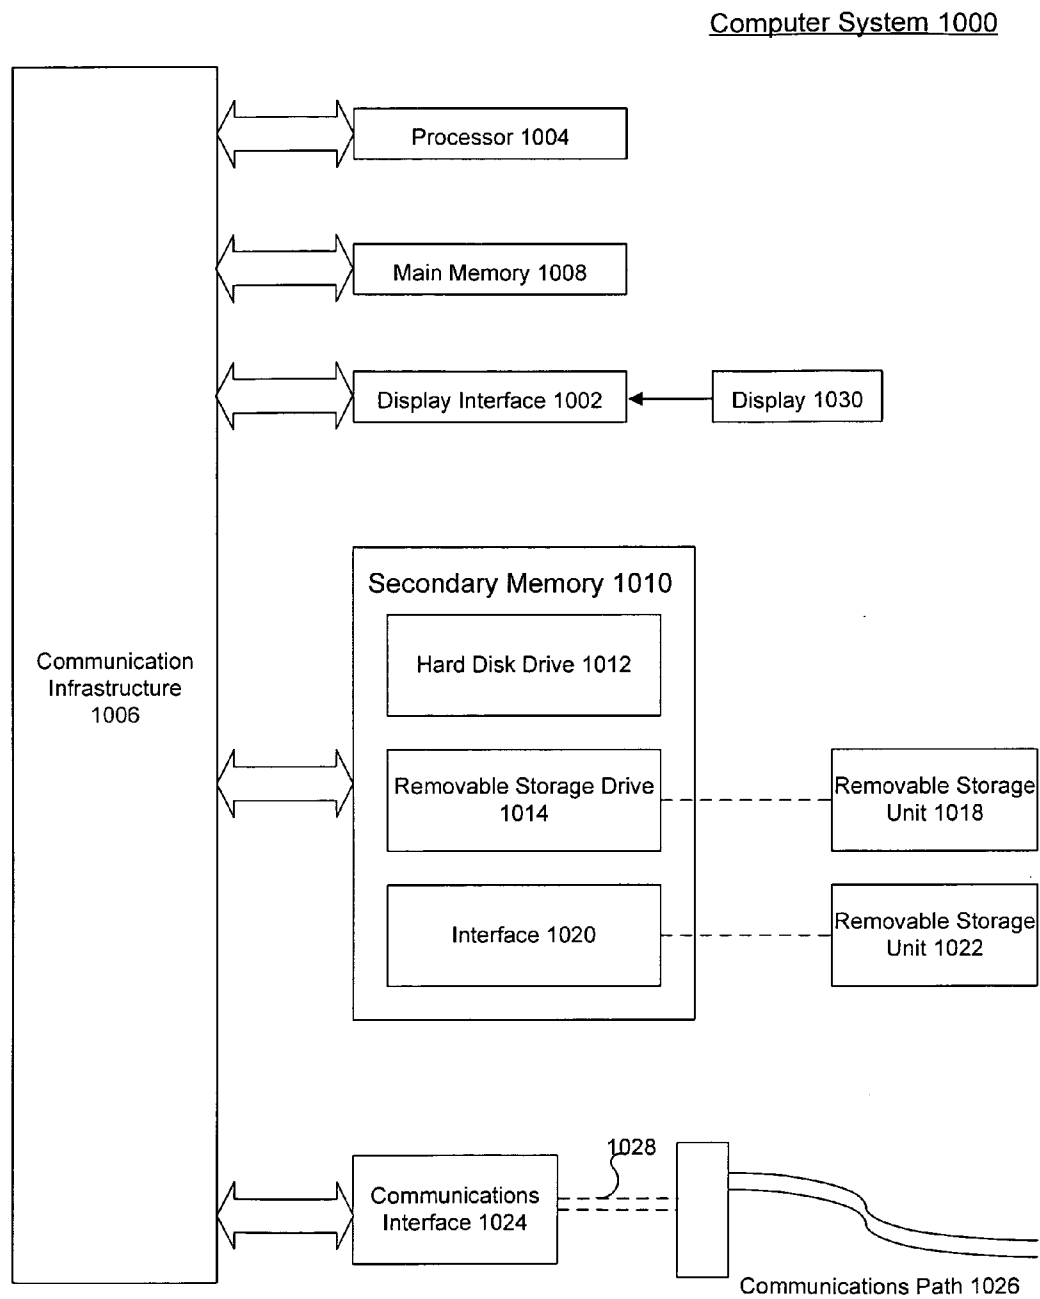 Computer System 1000
Processor 1004
Main Memory 1008
Display Interface 1002
Display 1030
Secondary Memory 1010
Hard Disk Drive 1012
Communication
Infrastructure
1006
Removable Storage Drive
1014
Removable Storage
Unit 1018
Interface 1020
Removable Storage
Unit 1022
1028
Communications
Interface 1024
Communications Path 1026